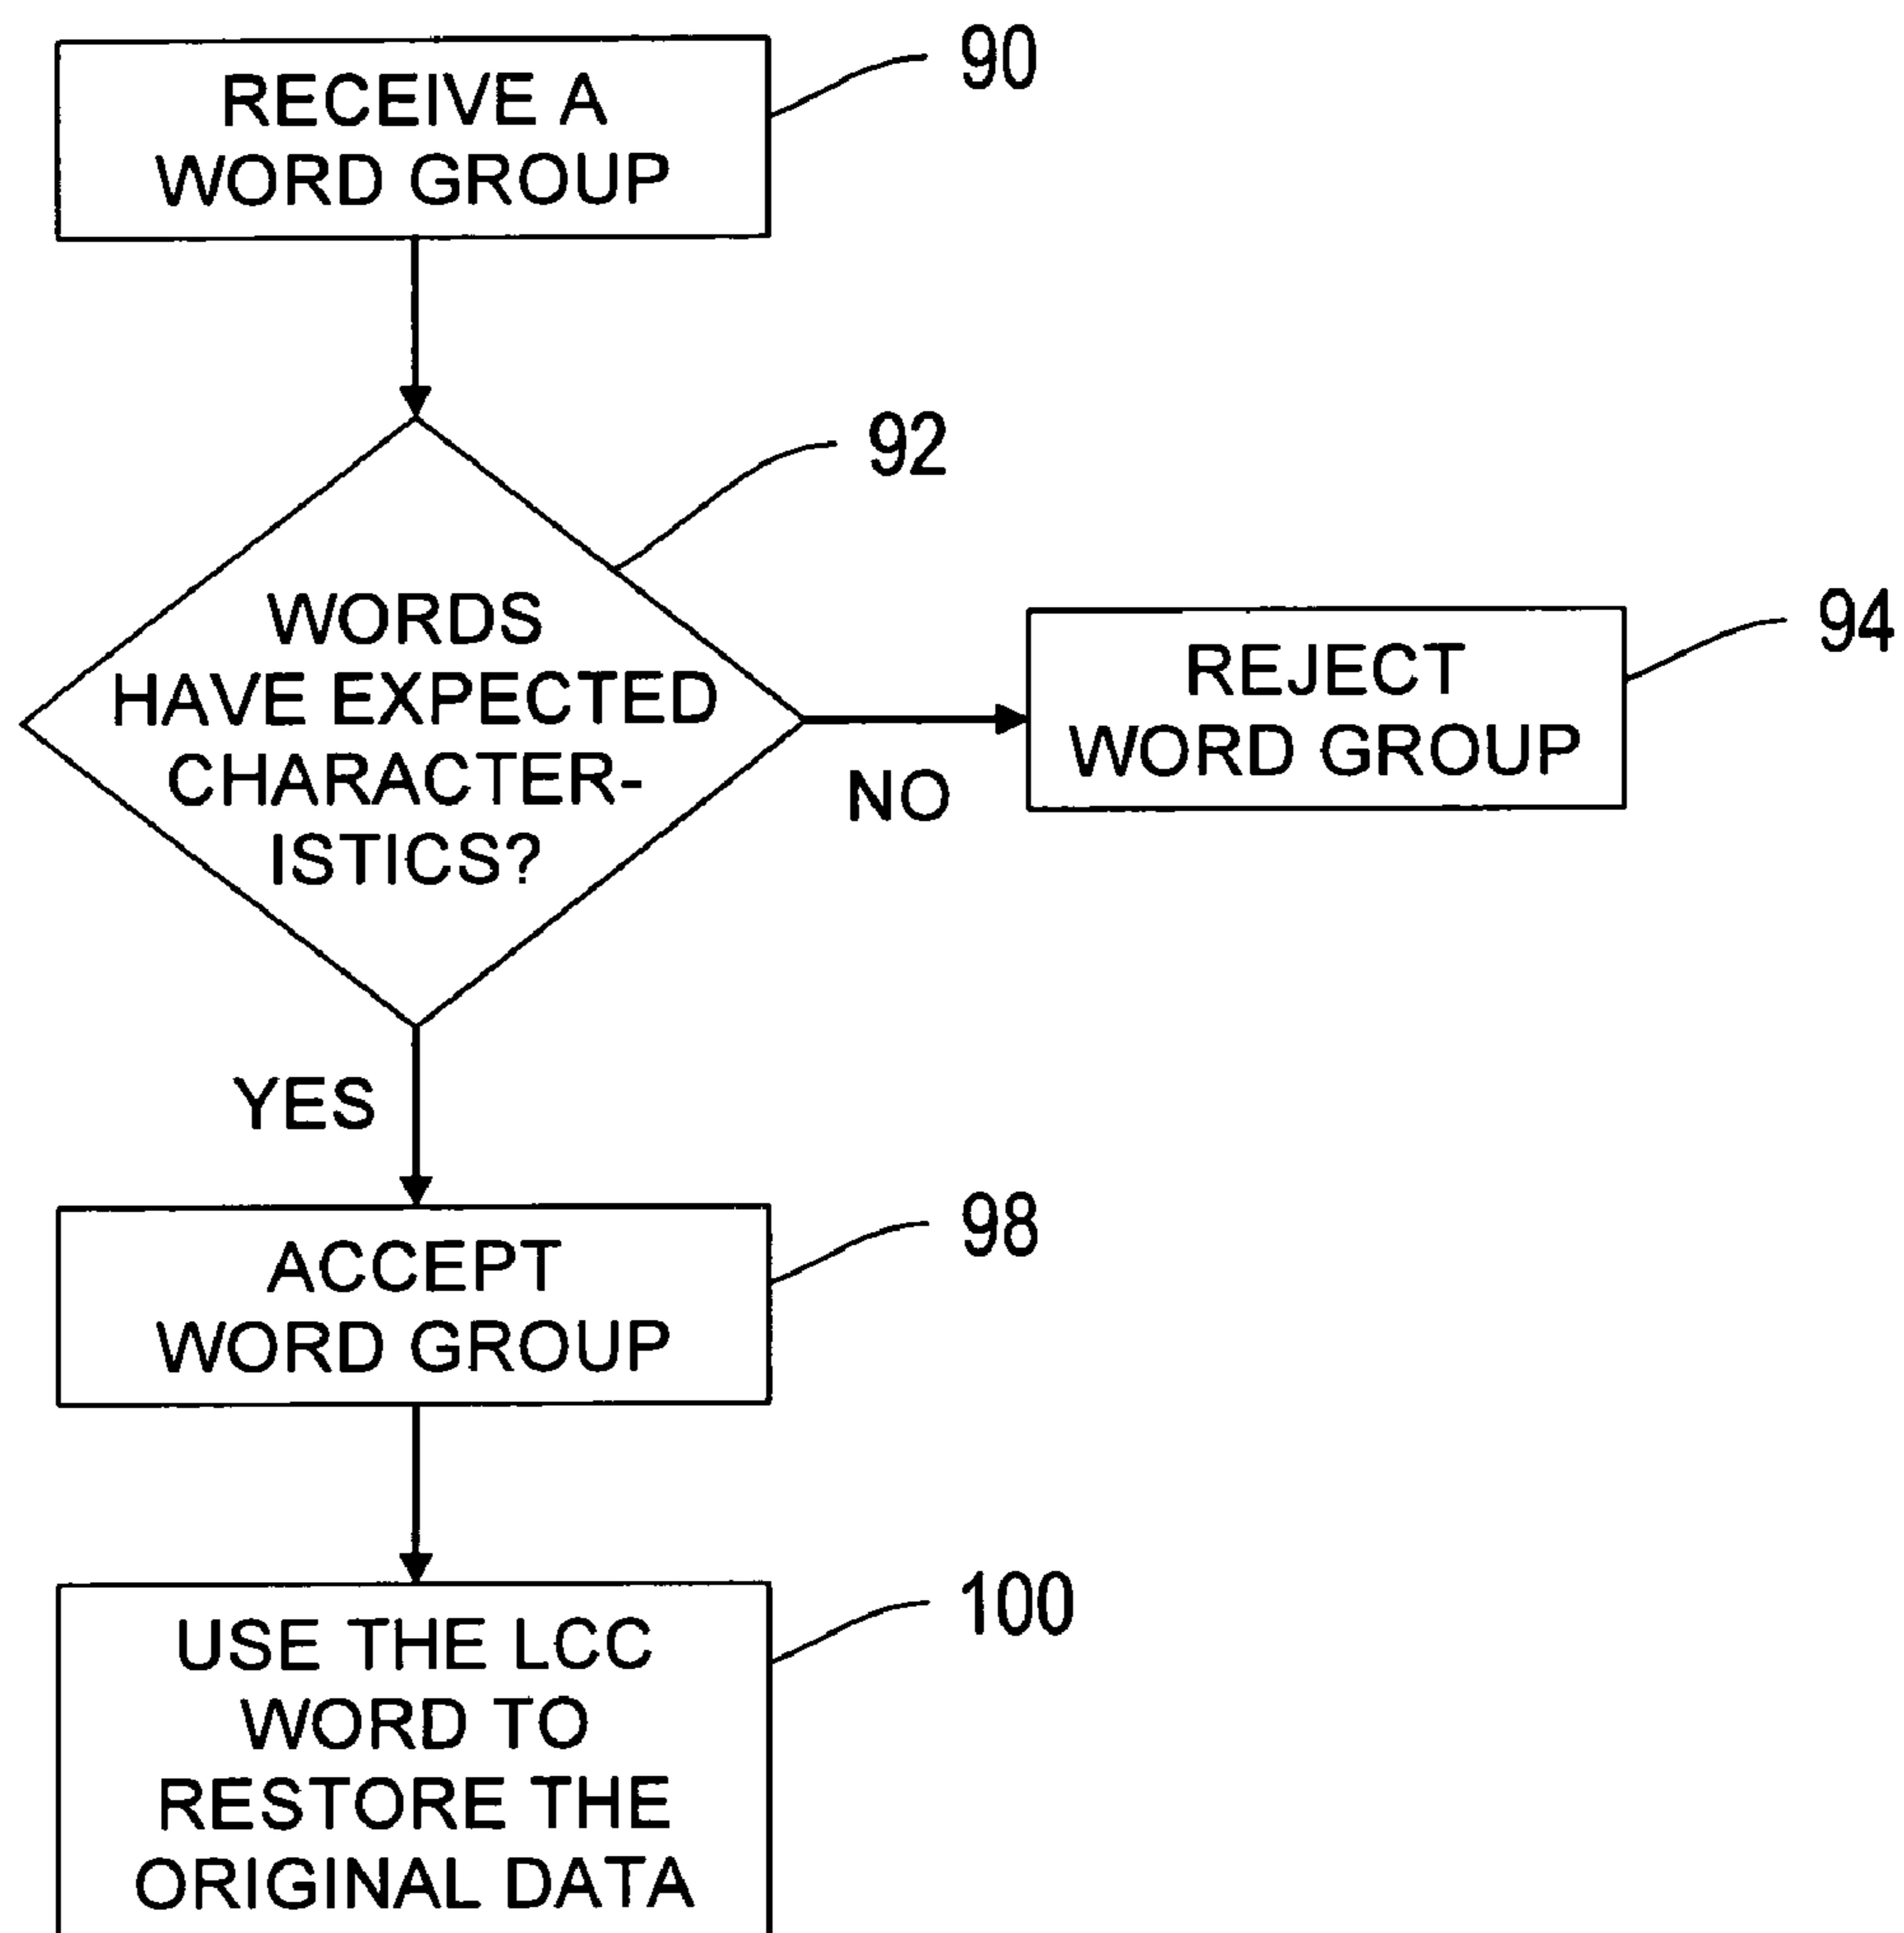 RECEIVE A
WORD GROUP
90
92
WORDS
HAVE EXPECTED
CHARACTER-
ISTICS?
NO
REJECT
WORD GROUP
94
YES
ACCEPT
WORD GROUP
98
USE THE LCC
WORD TO
RESTORE THE
ORIGINAL DATA
100